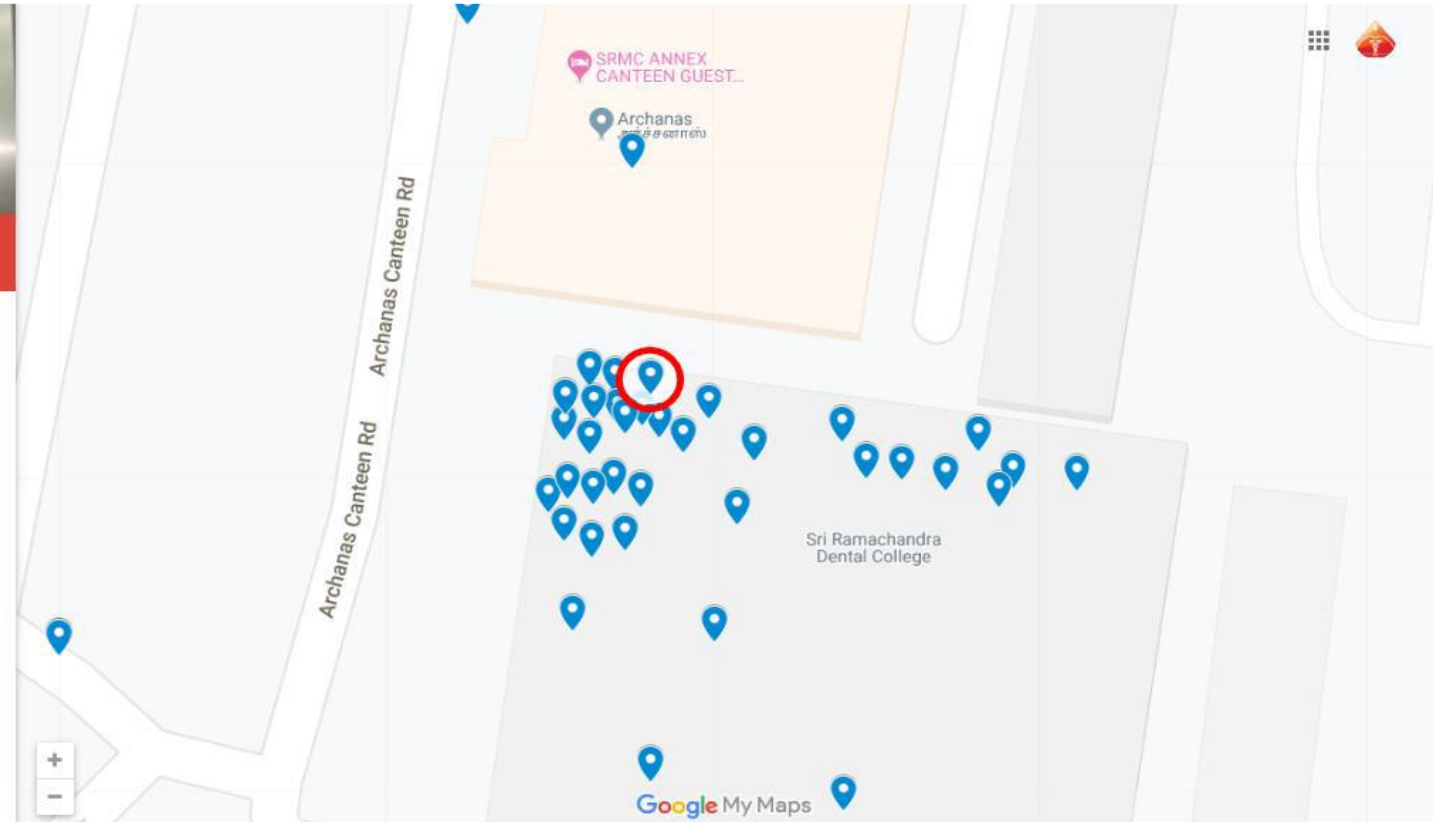 SRMC ANNEX
CANTEEN GUEST...
Archanas
Archanas Canteen Rd
Archanas Canteen Rd
Sri Ramachandra
Dental College
+
−
Google My Maps